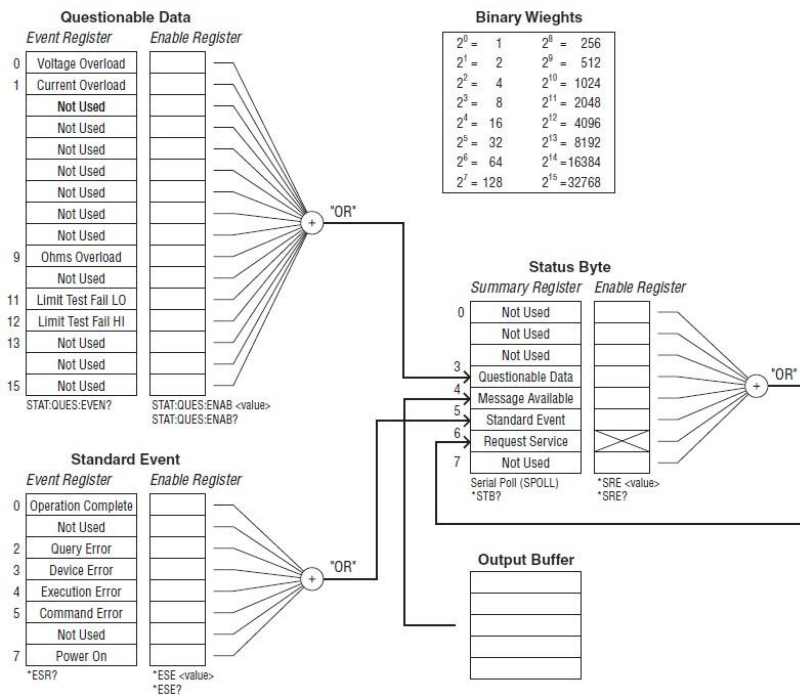 Questionable Data
Event Register Enable Register
0 Voltage Overload
1 Current Overload
Not Used
Not Used
Not Used
Not Used
Not Used
Not Used
Not Used
9 Ohms Overload
Not Used
11 Limit Test Fail LO
12 Limit Test Fail HI
13 Not Used
Not Used
15 Not Used
STAT:QUES:EVEN? STAT:QUES:ENAB <value>
STAT:QUES:ENAB?
+ "OR"
Binary Wieghts
2^0 = 1 2^8 = 256
2^1 = 2 2^9 = 512
2^2 = 4 2^10 = 1024
2^3 = 8 2^11 = 2048
2^4 = 16 2^12 = 4096
2^5 = 32 2^13 = 8192
2^6 = 64 2^14 =16384
2^7 = 128 2^15 =32768
Status Byte
Summary Register Enable Register
0 Not Used
Not Used
Not Used
3 Questionable Data
4 Message Available
5 Standard Event
6 Request Service
7 Not Used
Serial Poll (SPOLL) *SRE <value>
*STB? *SRE?
+ "OR"
Standard Event
Event Register Enable Register
0 Operation Complete
Not Used
2 Query Error
3 Device Error
4 Execution Error
5 Command Error
Not Used
7 Power On
*ESR? *ESE <value>
*ESE?
+ "OR"
Output Buffer